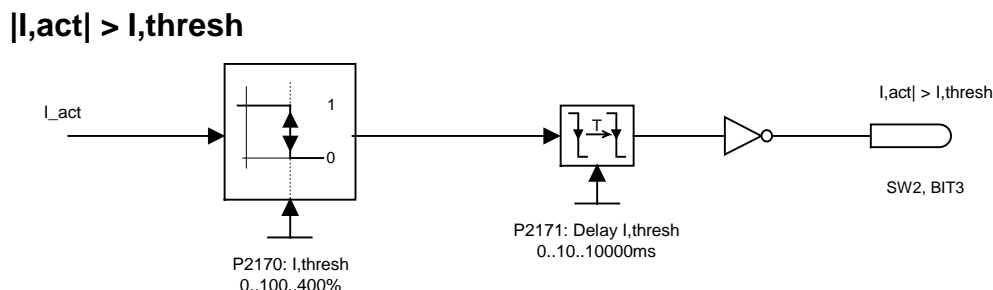 |I,act| > I,thresh
I_act
1
0
T
I,act| > I,thresh
SW2, BIT3
P2171: Delay I,thresh
0..10..10000ms
P2170: I,thresh
0..100..400%